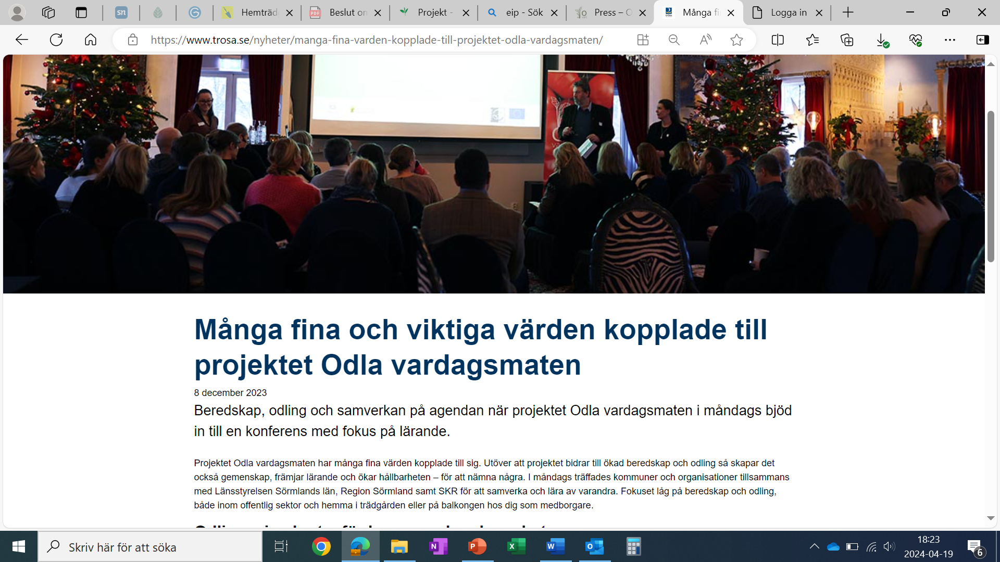 sn
Hemträd
Beslut on
Projekt -
eip - Sök
Press – O
Många fi
Logga in
https://www.trosa.se/nyheter/manga-fina-varden-kopplade-till-projektet-odla-vardagsmaten/
Många fina och viktiga värden kopplade till
projektet Odla vardagsmaten
8 december 2023
Beredskap, odling och samverkan på agendan när projektet Odla vardagsmaten i måndags bjöd
in till en konferens med fokus på lärande.
Projektet Odla vardagsmaten har många fina värden kopplade till sig. Utöver att projektet bidrar till ökad beredskap och odling så skapar det
också gemenskap, främjar lärande och ökar hållbarheten – för att nämna några. I måndags träffades kommuner och organisationer tillsammans
med Länsstyrelsen Sörmlands län, Region Sörmland samt SKR för att samverka och lära av varandra. Fokuset låg på beredskap och odling,
både inom offentlig sektor och hemma i trädgården eller på balkongen hos dig som medborgare.
Skriv här för att söka
18:23
2024-04-19
6